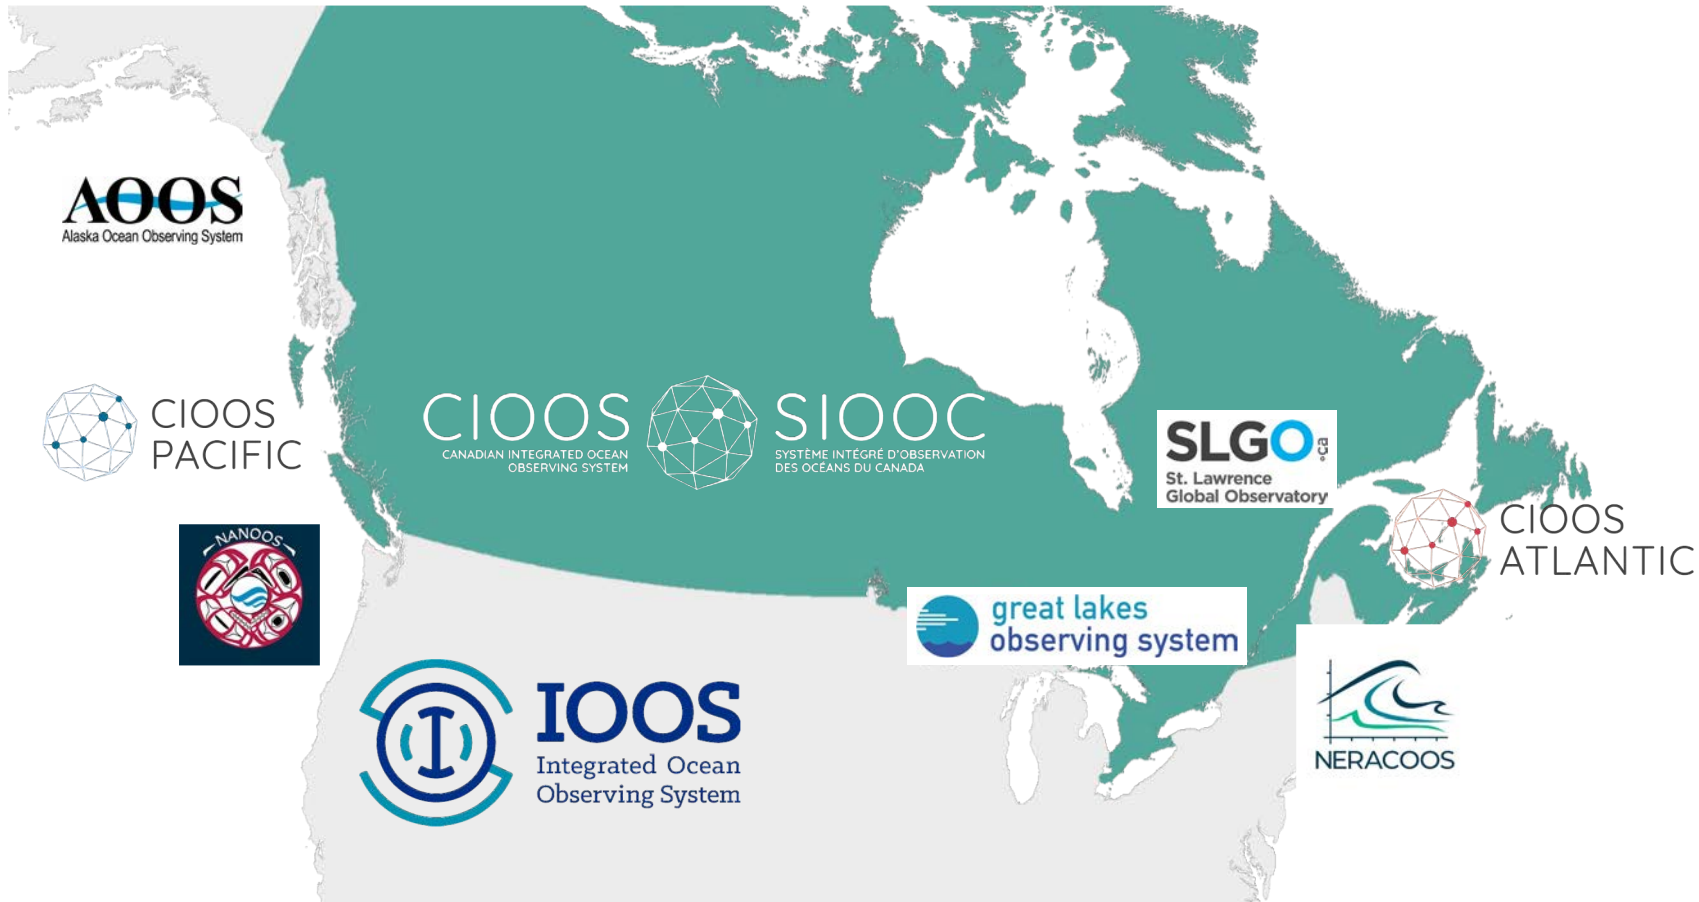 AOOS
Alaska Ocean Observing System
CIOOS
PACIFIC
CIOOS
CANADIAN INTEGRATED OCEAN
OBSERVING SYSTEM
SIOOC
SYSTÈME INTÉGRÉ D'OBSERVATION
DES OCÉANS DU CANADA
SLGO.ca
St. Lawrence
Global Observatory
CIOOS
ATLANTIC
NANOOS
great lakes
observing system
IOOS
Integrated Ocean
Observing System
NERACOOS